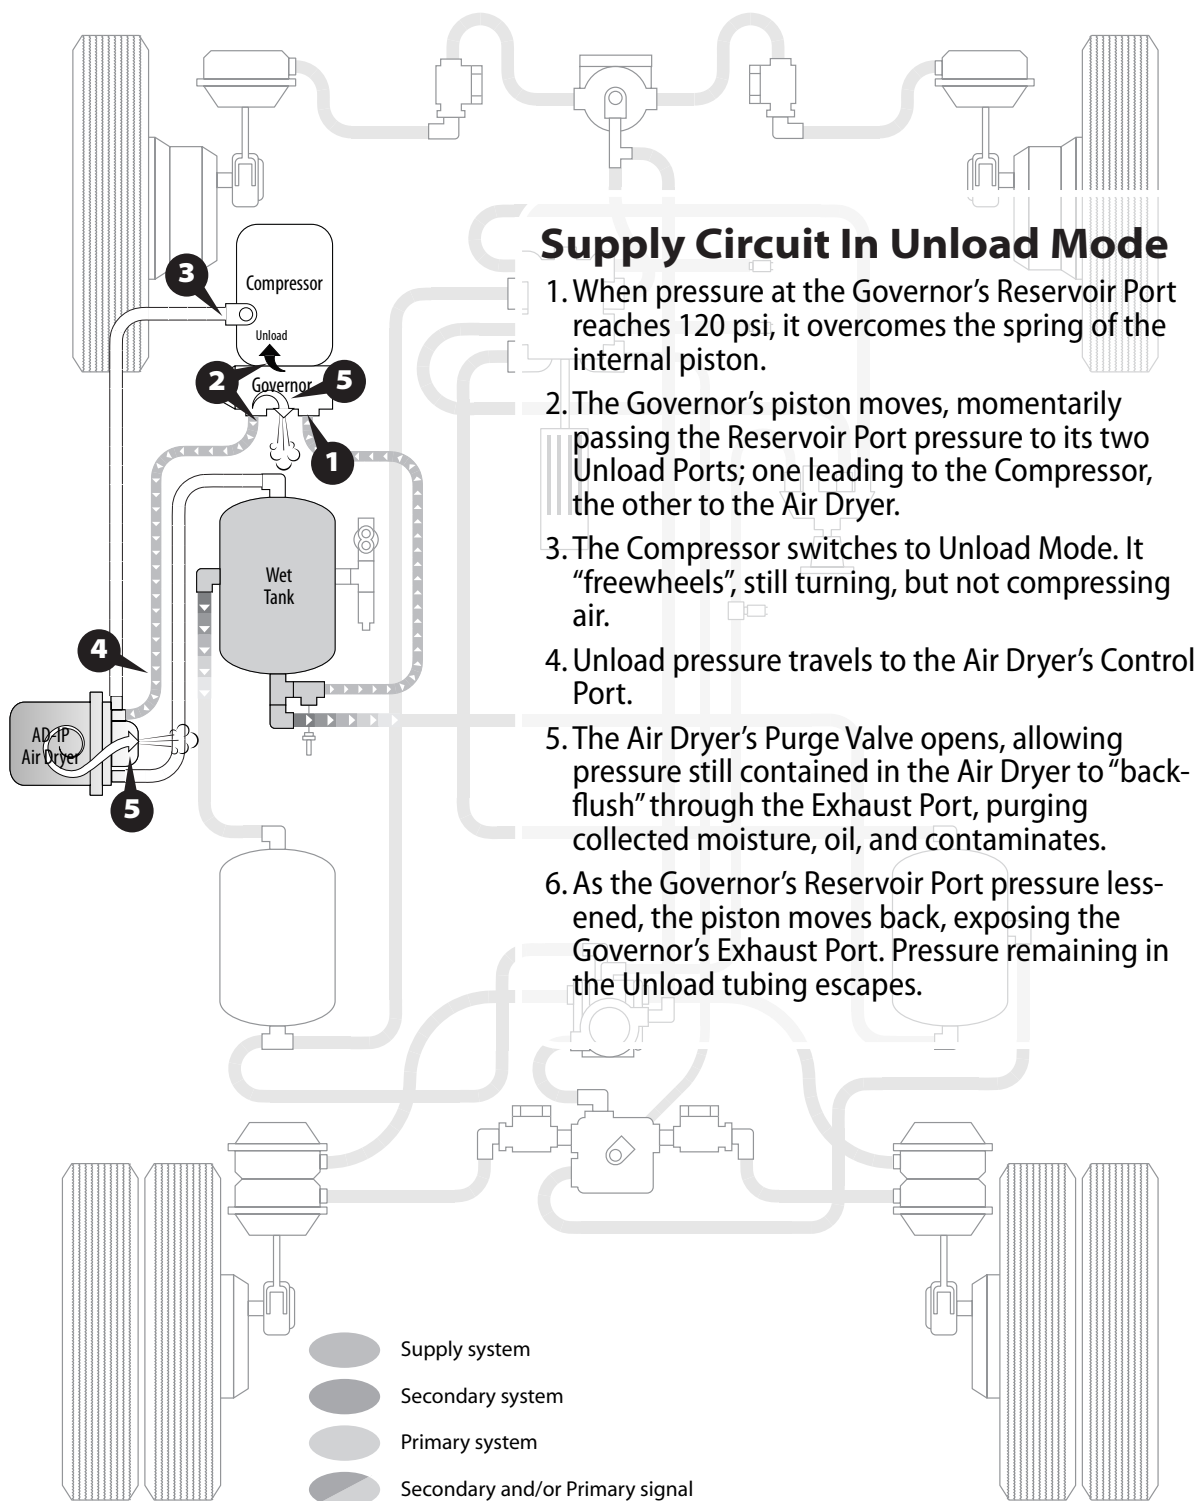 Supply Circuit In Unload Mode
1. When pressure at the Governor's Reservoir Port
reaches 120 psi, it overcomes the spring of the
internal piston.
2. The Governor's piston moves, momentarily
passing the Reservoir Port pressure to its two
Unload Ports; one leading to the Compressor,
the other to the Air Dryer.
3. The Compressor switches to Unload Mode. It
"freewheels", still turning, but not compressing
air.
4. Unload pressure travels to the Air Dryer's Control
Port.
5. The Air Dryer's Purge Valve opens, allowing
pressure still contained in the Air Dryer to "back-
flush" through the Exhaust Port, purging
collected moisture, oil, and contaminates.
6. As the Governor's Reservoir Port pressure less-
ened, the piston moves back, exposing the
Governor's Exhaust Port. Pressure remaining in
the Unload tubing escapes.
3
Compressor
Unload
2
Governor
5
1
Wet
Tank
4
AD-IP
Air Dryer
5
Supply system
Secondary system
Primary system
Secondary and/or Primary signal